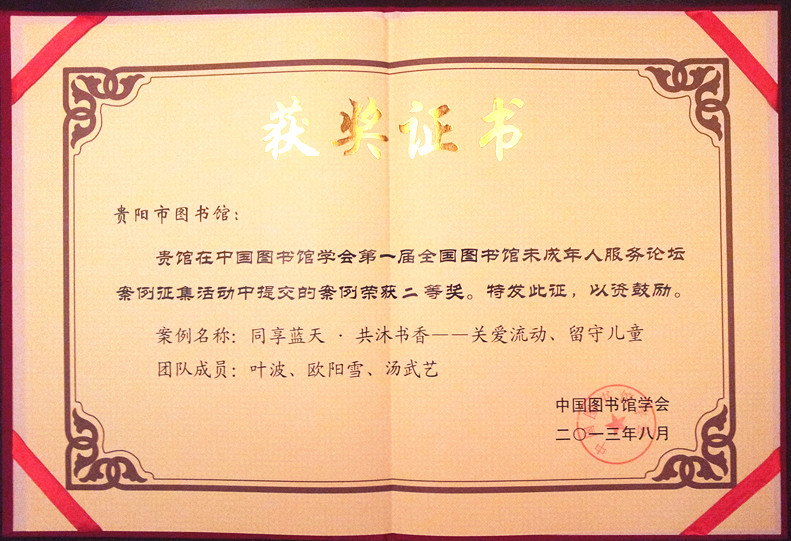 获奖证书
贵阳市图书馆：
贵馆在中国图书馆学会第一届全国图书馆未成年人服务论坛
案例征集活动中提交的案例荣获二等奖。特发此证，以资鼓励。
案例名称：同享蓝天·共沐书香——关爱流动、留守儿童
团队成员：叶波、欧阳雪、汤武艺
中国图书馆学会
二〇一三年八月